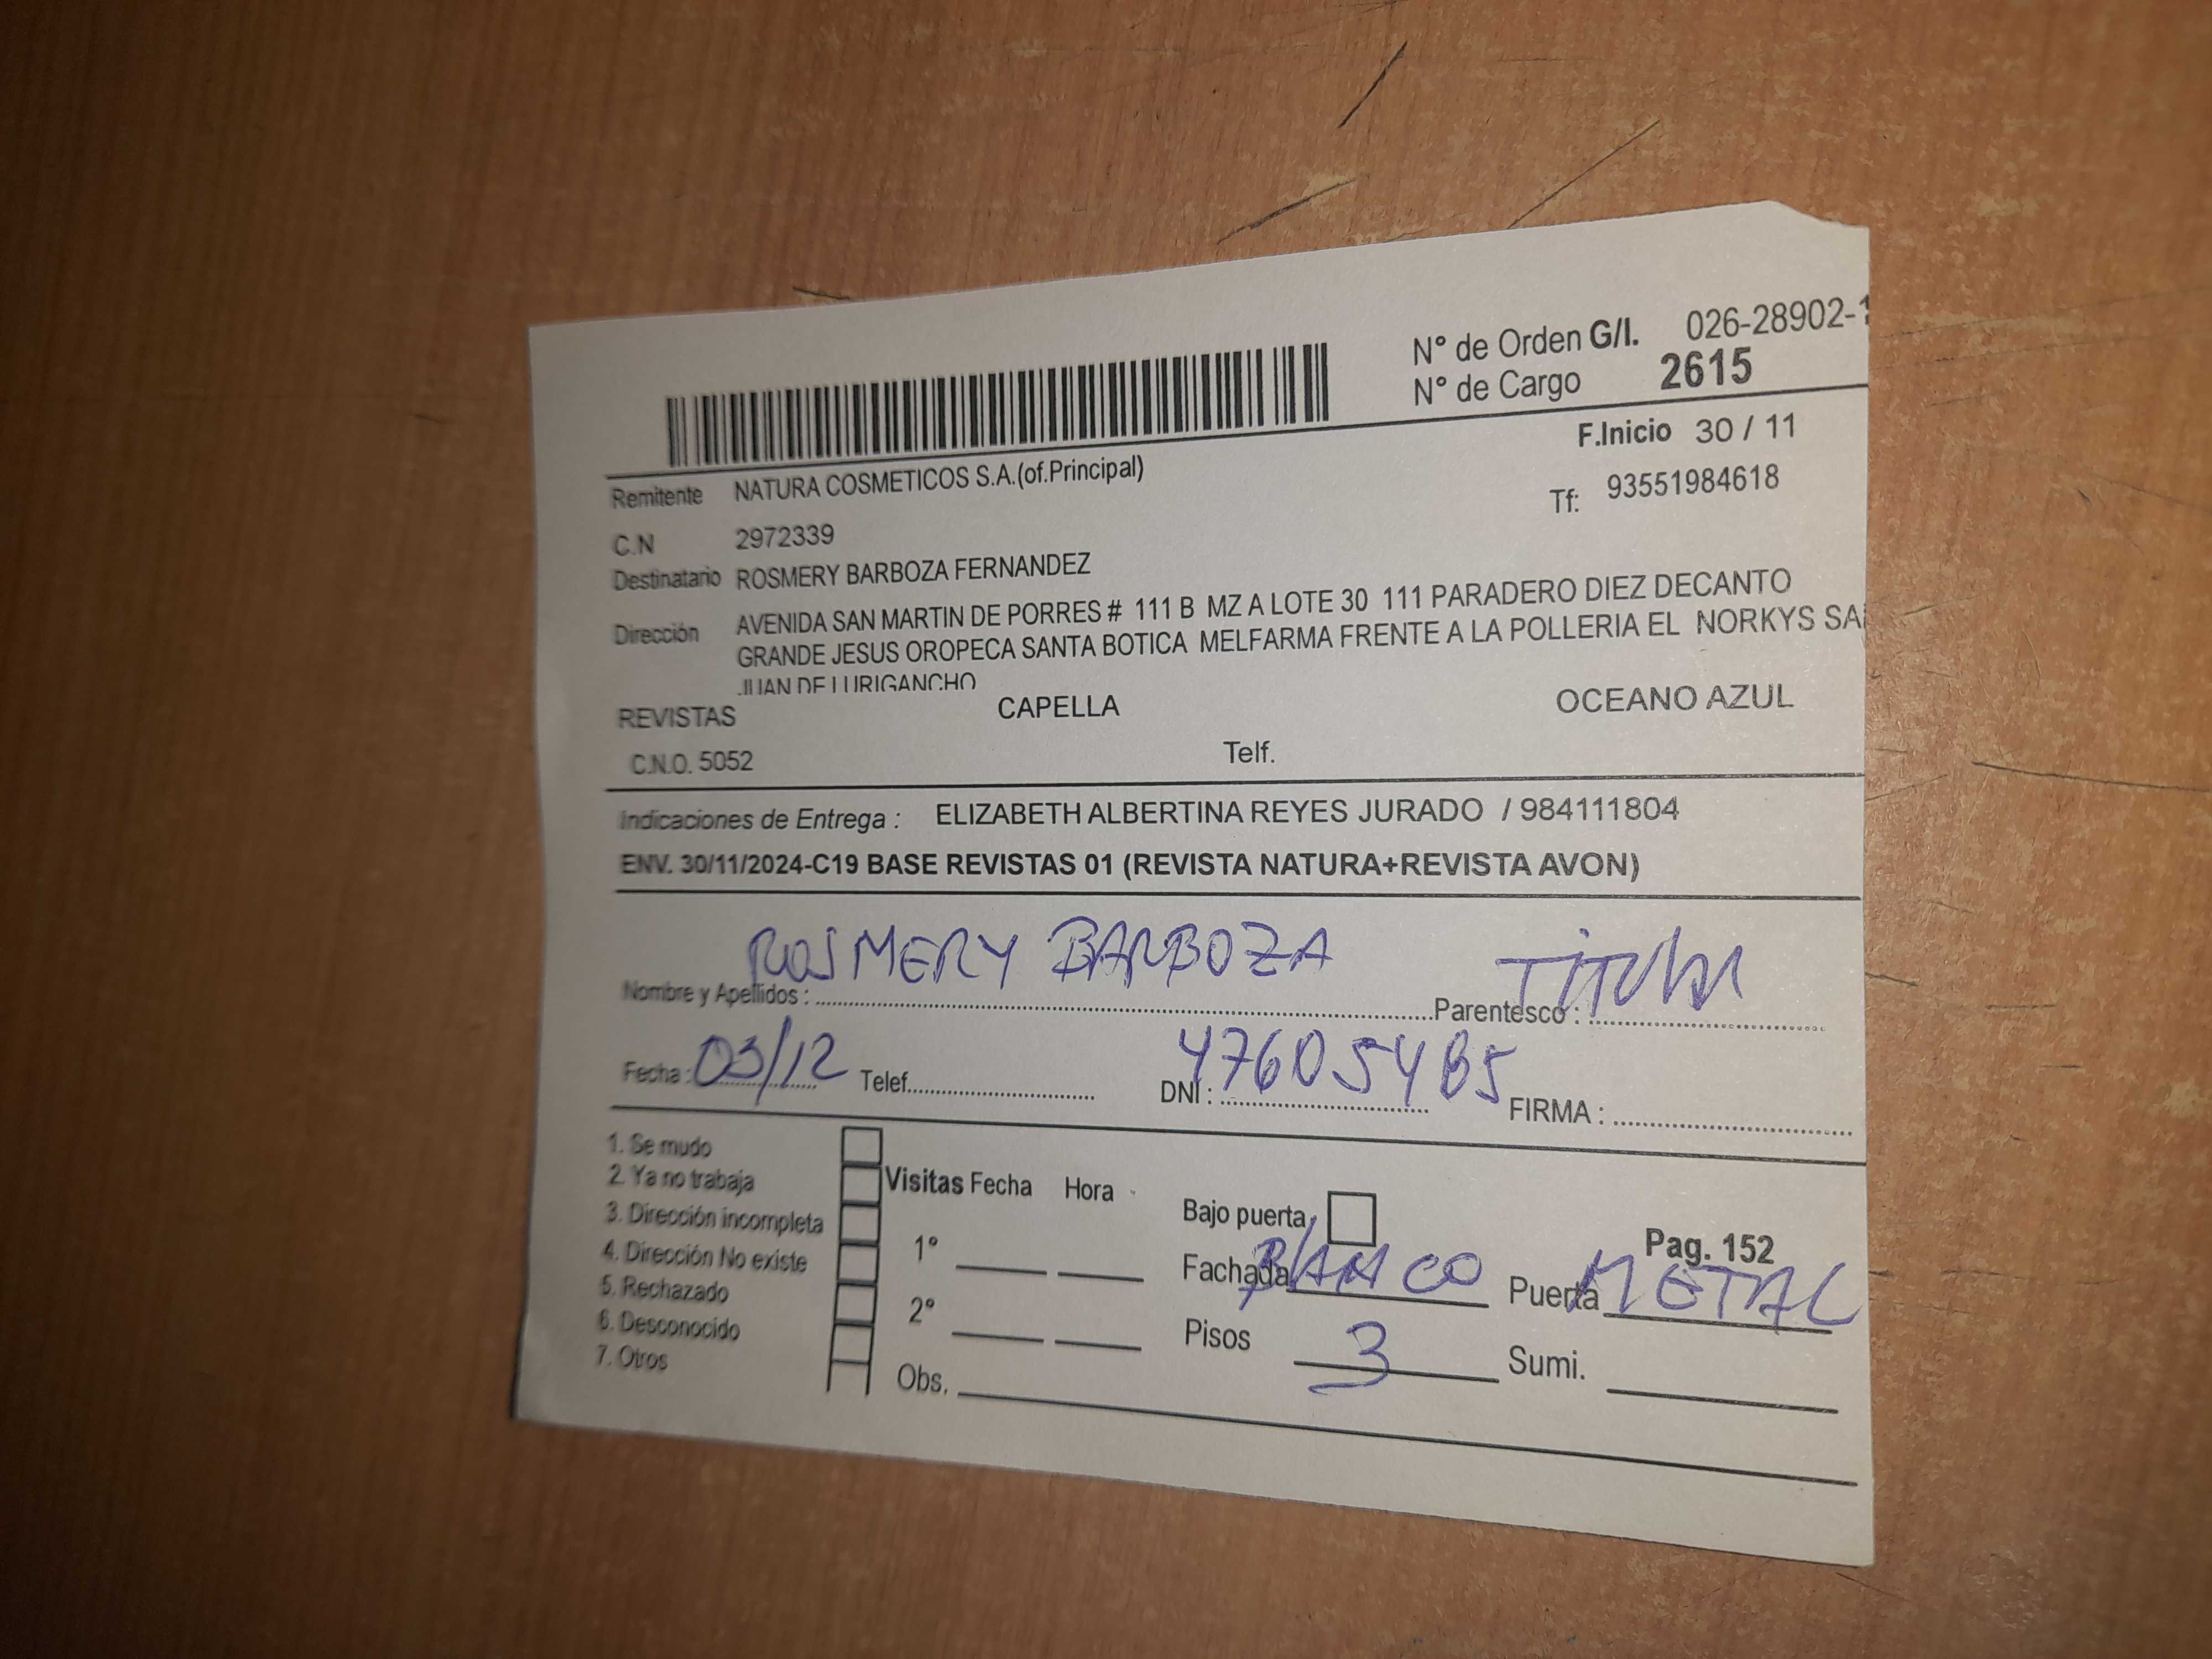 N° de Orden G/I. 026-28902-
N° de Cargo 2615
F.Inicio 30 / 11
Remitente NATURA COSMETICOS S.A.(of.Principal)
Tf: 93551984618
C.N 2972339
Destinatario ROSMERY BARBOZA FERNANDEZ
Dirección AVENIDA SAN MARTIN DE PORRES # 111 B MZ A LOTE 30 111 PARADERO DIEZ DECANTO
GRANDE JESUS OROPECA SANTA BOTICA MELFARMA FRENTE A LA POLLERIA EL NORKYS SA
JUAN DE LURIGANCHO
REVISTAS CAPELLA OCEANO AZUL
C.N.O. 5052 Telf.
Indicaciones de Entrega : ELIZABETH ALBERTINA REYES JURADO / 984111804
ENV. 30/11/2024-C19 BASE REVISTAS 01 (REVISTA NATURA+REVISTA AVON)
Nombre y Apellidos : ROSMERY BARBOZA Parentesco : TITULAR
Fecha : 03/12 Telef. DNI : 47605485 FIRMA :
1. Se mudo
2. Ya no trabaja
3. Dirección incompleta
4. Dirección No existe
5. Rechazado
6. Desconocido
7. Otros
Visitas Fecha Hora
1°
2°
Obs.
Bajo puerta
Pag. 152
Fachada BLANCO Puerta METAL
Pisos 3 Sumi.